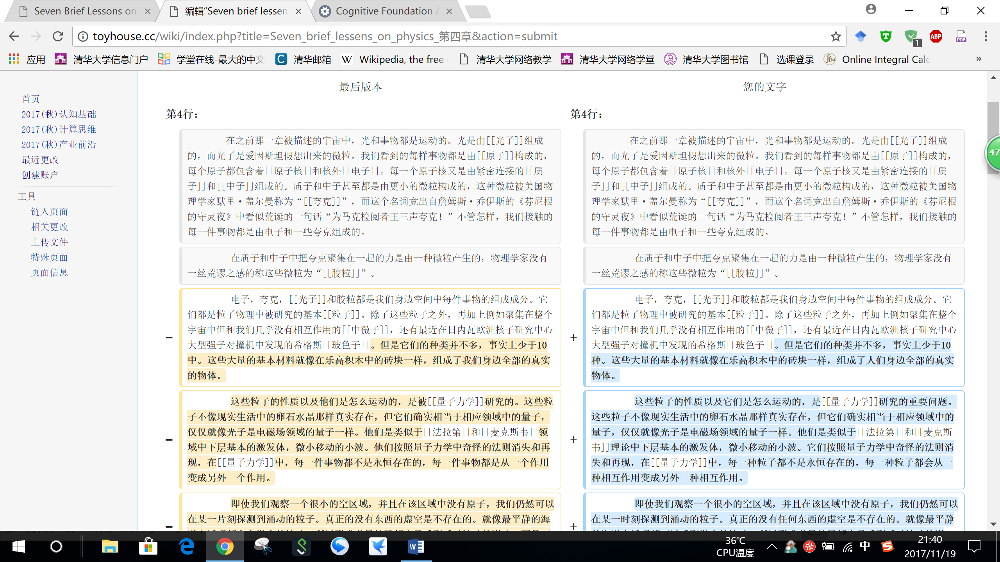 Seven Brief Lessons on
编辑“Seven brief lessen
Cognitive Foundation A
toyhouse.cc/wiki/index.php?title=Seven_brief_lessens_on_physics_第四章&action=submit
1
ABP
PDF
应用
清华大学信息门户
学堂在线-最大的中文
清华邮箱
W Wikipedia, the free
清华大学网络教学
清华大学网络学堂
清华大学图书馆
选课登录
Online Integral Calc
»
首页
2017(秋)认知基础
2017(秋)计算思维
2017(秋)产业前沿
最近更改
创建账户
工具
链入页面
相关更改
上传文件
特殊页面
页面信息
最后版本
第4行：
在之前那一章被描述的宇宙中，光和事物都是运动的。光是由[[光子]]组成
的，而光子是爱因斯坦假想出来的微粒。我们看到的每样事物都是由[[原子]]构成的，
每个原子都包含着[[原子核]]和核外[[电子]]。每一个原子核又是由紧密连接的[[质
子]]和[[中子]]组成的。质子和中子甚至都是由更小的微粒构成的，这种微粒被美国物
理学家默里·盖尔曼称为“[[夸克]]”，而这个名词竟出自詹姆斯·乔伊斯的《芬尼根
的守灵夜》中看似荒诞的一句话“为马克检阅者王三声夸克！”不管怎样，我们接触的
每一件事物都是由电子和一些夸克组成的。
在质子和中子中把夸克聚集在一起的力是由一种微粒产生的，物理学家没有
一丝荒谬之感的称这些微粒为“[[胶粒]]”。
− 电子，夸克，[[光子]]和胶粒都是我们身边空间中每件事物的组成成分。它
们都是粒子物理中被研究的基本[[粒子]]。除了这些粒子之外，再加上例如聚集在整个
宇宙中但和我们几乎没有相互作用的[[中微子]]，还有最近在日内瓦欧洲核子研究中心
大型强子对撞机中发现的希格斯[[玻色子]]。但是它们的种类并不多，事实上少于10
中。这些大量的基本材料就像在乐高积木中的砖块一样，组成了我们身边全部的真实
的物体。
− 这些粒子的性质以及他们是怎么运动的，是被[[量子力学]]研究的。这些粒
子不像现实生活中的卵石水晶那样真实存在，但它们确实相当于相应领域中的量子，
仅仅就像光子是电磁场领域的量子一样。他们是类似于[[法拉第]]和[[麦克斯韦]]领
域中下层基本的激发体，微小移动的小波。他们按照量子力学中奇怪的法则消失和再
现，在[[量子力学]]中，每一件事物都不是永恒存在的，每一件事物都是从一个作用
变成另外一个作用。
− 即使我们观察一个很小的空区域，并且在该区域中没有原子，我们仍然可以
在某一片刻探测到涌动的粒子。真正的没有东西的虚空是不存在的。就像最平静的海
您的文字
第4行：
在之前那一章被描述的宇宙中，光和事物都是运动的。光是由[[光子]]组成
的，而光子是爱因斯坦假想出来的微粒。我们看到的每样事物都是由[[原子]]构成的，
每个原子都包含着[[原子核]]和核外[[电子]]。每一个原子核又是由紧密连接的[[质
子]]和[[中子]]组成的。质子和中子甚至都是由更小的微粒构成的，这种微粒被美国物
理学家默里·盖尔曼称为“[[夸克]]”，而这个名词竟出自詹姆斯·乔伊斯的《芬尼根
的守灵夜》中看似荒诞的一句话“为马克检阅者王三声夸克！”不管怎样，我们接触的
每一件事物都是由电子和一些夸克组成的。
在质子和中子中把夸克聚集在一起的力是由一种微粒产生的，物理学家没有
一丝荒谬之感的称这些微粒为“[[胶粒]]”。
+ 电子，夸克，[[光子]]和胶粒都是我们身边空间中每件事物的组成成分。它
们都是粒子物理中被研究的基本[[粒子]]。除了这些粒子之外，再加上例如聚集在整个
宇宙中但和我们几乎没有相互作用的[[中微子]]，还有最近在日内瓦欧洲核子研究中心
大型强子对撞机中发现的希格斯[[玻色子]]。但是它们的种类并不多，事实上少于10
种。这些大量的基本材料就像在乐高积木中的砖块一样，组成了人们身边全部的真实
物体。
+ 这些粒子的性质以及它们是怎么运动的，是[[量子力学]]研究的重要问题。
这些粒子不像现实生活中的卵石水晶那样真实存在，但它们确实相当于相应领域中的
量子，仅仅就像光子是电磁场领域的量子一样。他们是类似于[[法拉第]]和[[麦克斯
韦]]理论中下层基本的激发体，微小移动的小波。它们按照量子力学中奇怪的法则消
失和再现，在[[量子力学]]中，每一种粒子都不是永恒存在的，每一种粒子都会从一
种相互作用变成另外一种相互作用。
+ 即使我们观察一个很小的空区域，并且在该区域中没有原子，我们仍然可以
在某一时刻探测到涌动的粒子。真正的没有任何东西的虚空是不存在的。就像最平静
47
36℃
CPU温度
中
21:40
2017/11/19